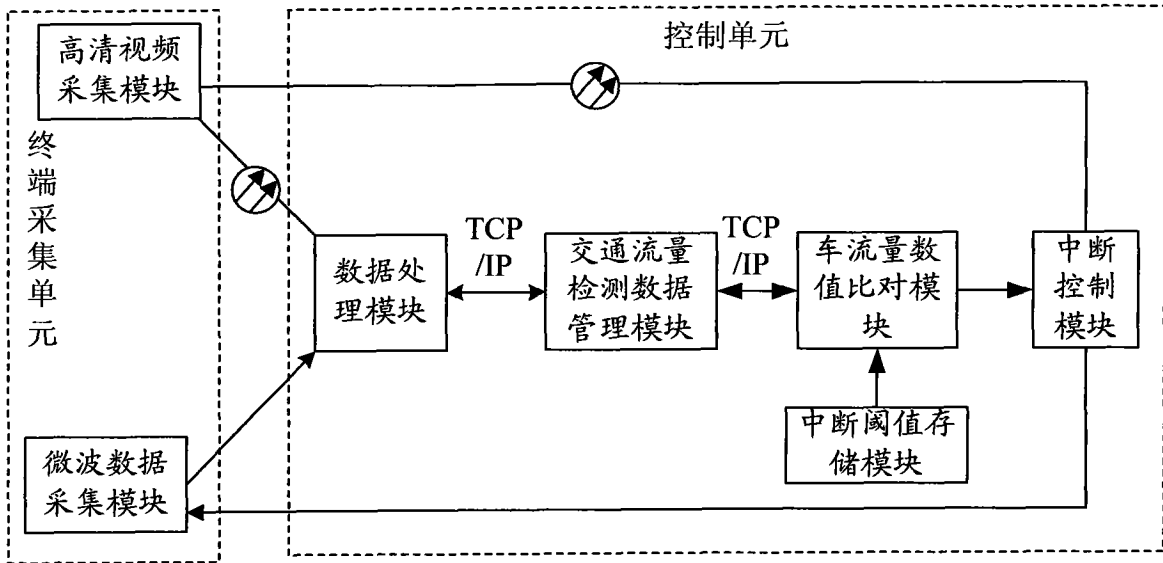 高清视频
采集模块
控制单元
终端采集单元
数据处
理模块
TCP
/IP
交通流量
检测数据
管理模块
TCP
/IP
车流量数
值比对模
块
中断
控制
模块
中断阈值存
储模块
微波数据
采集模块